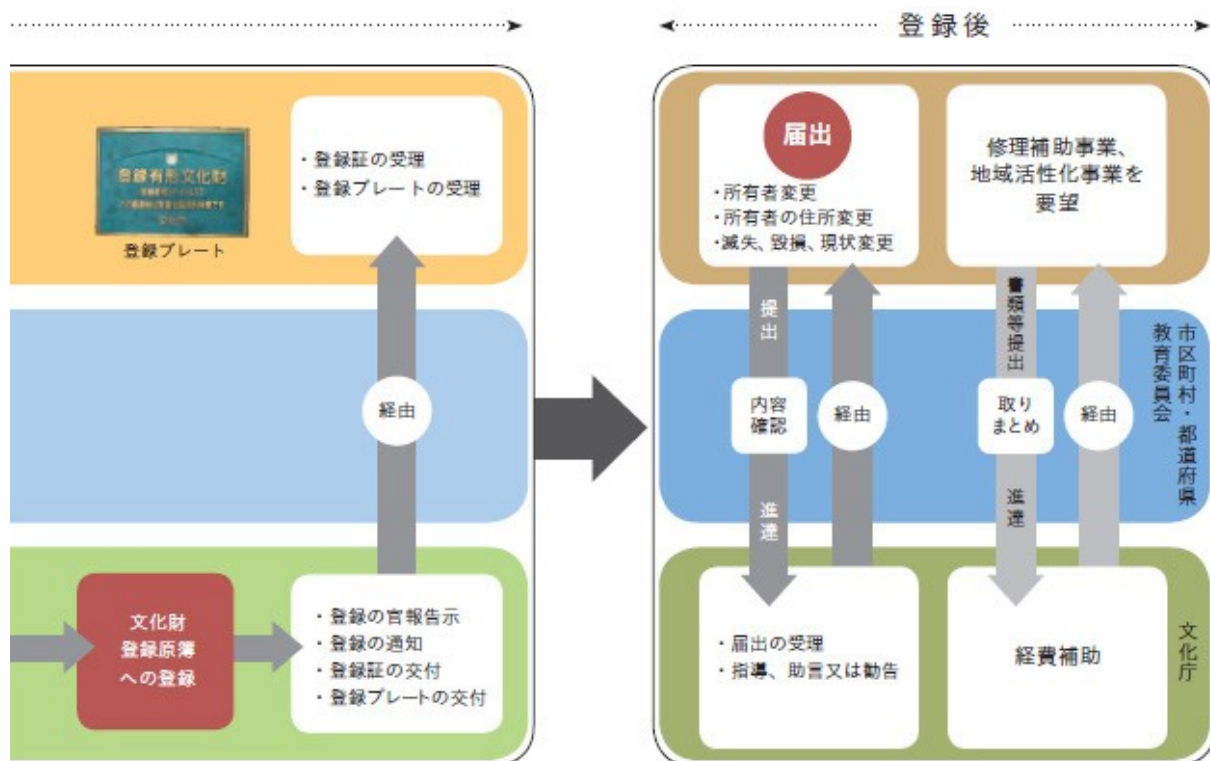 登録後
登録有形文化財
登録プレート
・登録証の受理
・登録プレートの受理
経由
文化財
登録原簿
への登録
・登録の官報告示
・登録の通知
・登録証の交付
・登録プレートの交付
届出
・所有者変更
・所有者の住所変更
・滅失、毀損、現状変更
修理補助事業、
地域活性化事業を
要望
提出
内容
確認
進達
経由
書類等提出
取り
まとめ
進達
経由
市区町村・都道府県
教育委員会
・届出の受理
・指導、助言又は勧告
経費補助
文化庁